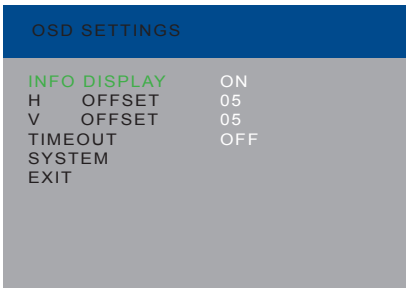 OSD SETTINGS
INFO DISPLAY ON
H OFFSET 05
V OFFSET 05
TIMEOUT OFF
SYSTEM
EXIT